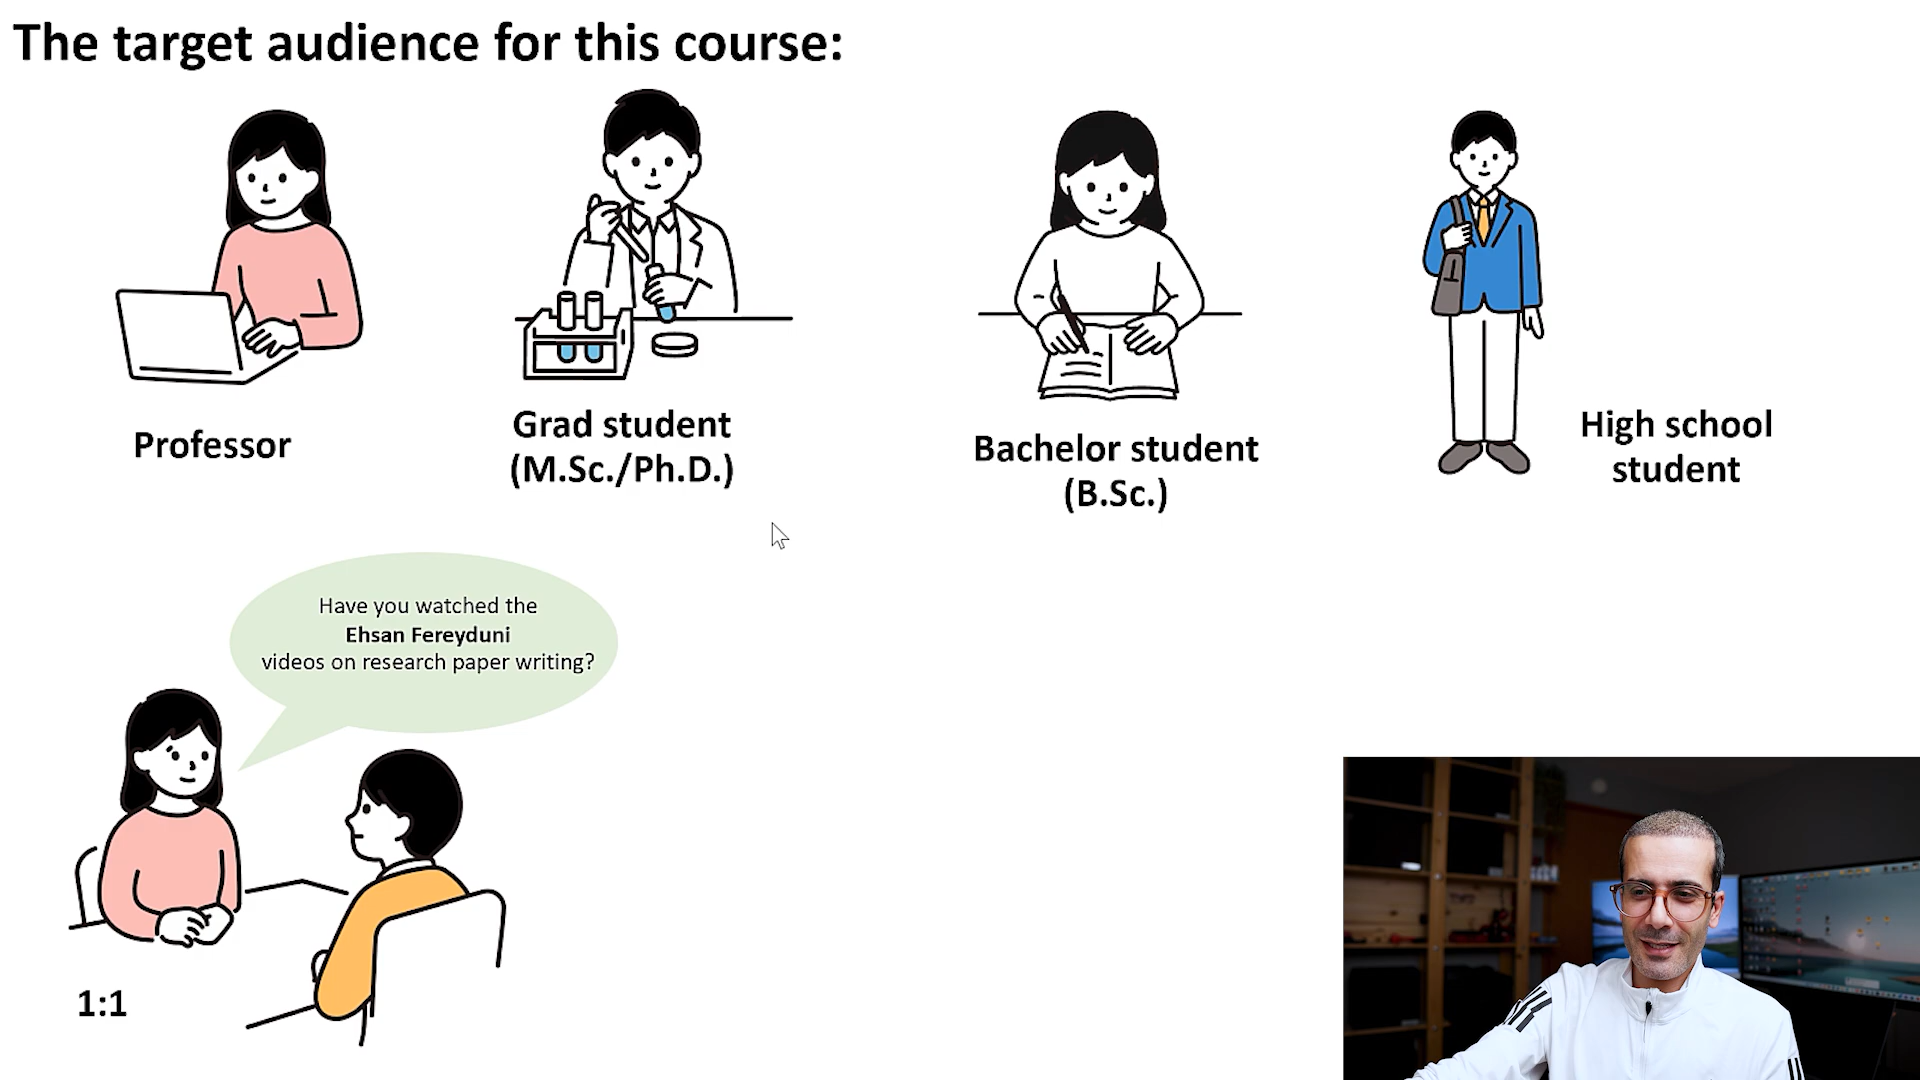 The target audience for this course:
Professor
Grad student
(M.Sc./Ph.D.)
Bachelor student
(B.Sc.)
High school
student
Have you watched the
Ehsan Fereyduni
videos on research paper writing?
1:1